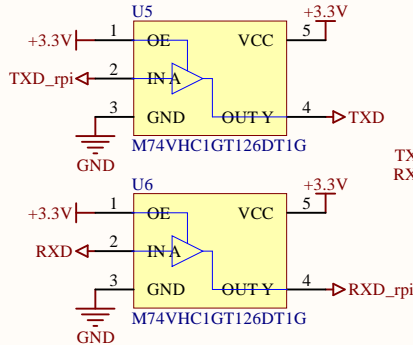 U5
+3.3V
+3.3V 1 OE VCC 5
TXD_rpi 2 IN A
3 GND OUT Y 4 TXD
GND
M74VHC1GT126DT1G
TX
RX
U6
+3.3V
+3.3V 1 OE VCC 5
RXD 2 IN A
3 GND OUT Y 4 RXD_rpi
GND
M74VHC1GT126DT1G